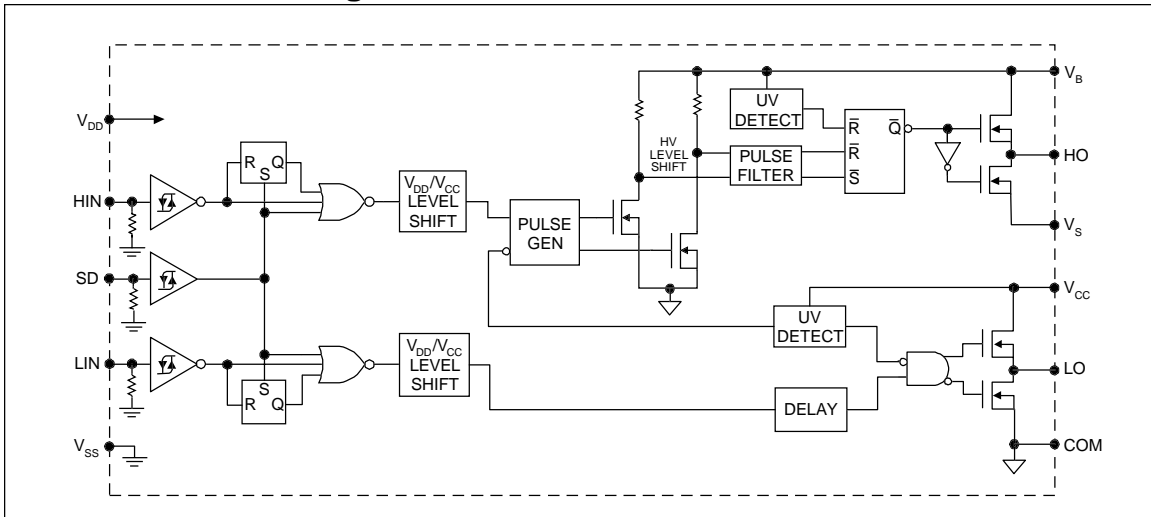 g
V_DD
HIN
SD
LIN
V_SS
R Q
S
V_DD/V_CC
LEVEL
SHIFT
PULSE
GEN
HV
LEVEL
SHIFT
UV
DETECT
PULSE
FILTER
R̅ Q̅
R̅
S̅
V_B
HO
V_S
V_CC
UV
DETECT
S
R Q
V_DD/V_CC
LEVEL
SHIFT
DELAY
LO
COM